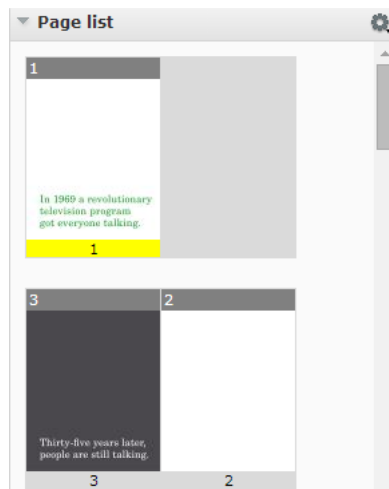 Page list
1
In 1969 a revolutionary
television program
got everyone talking.
1
3 2
Thirty-five years later,
people are still talking.
3 2